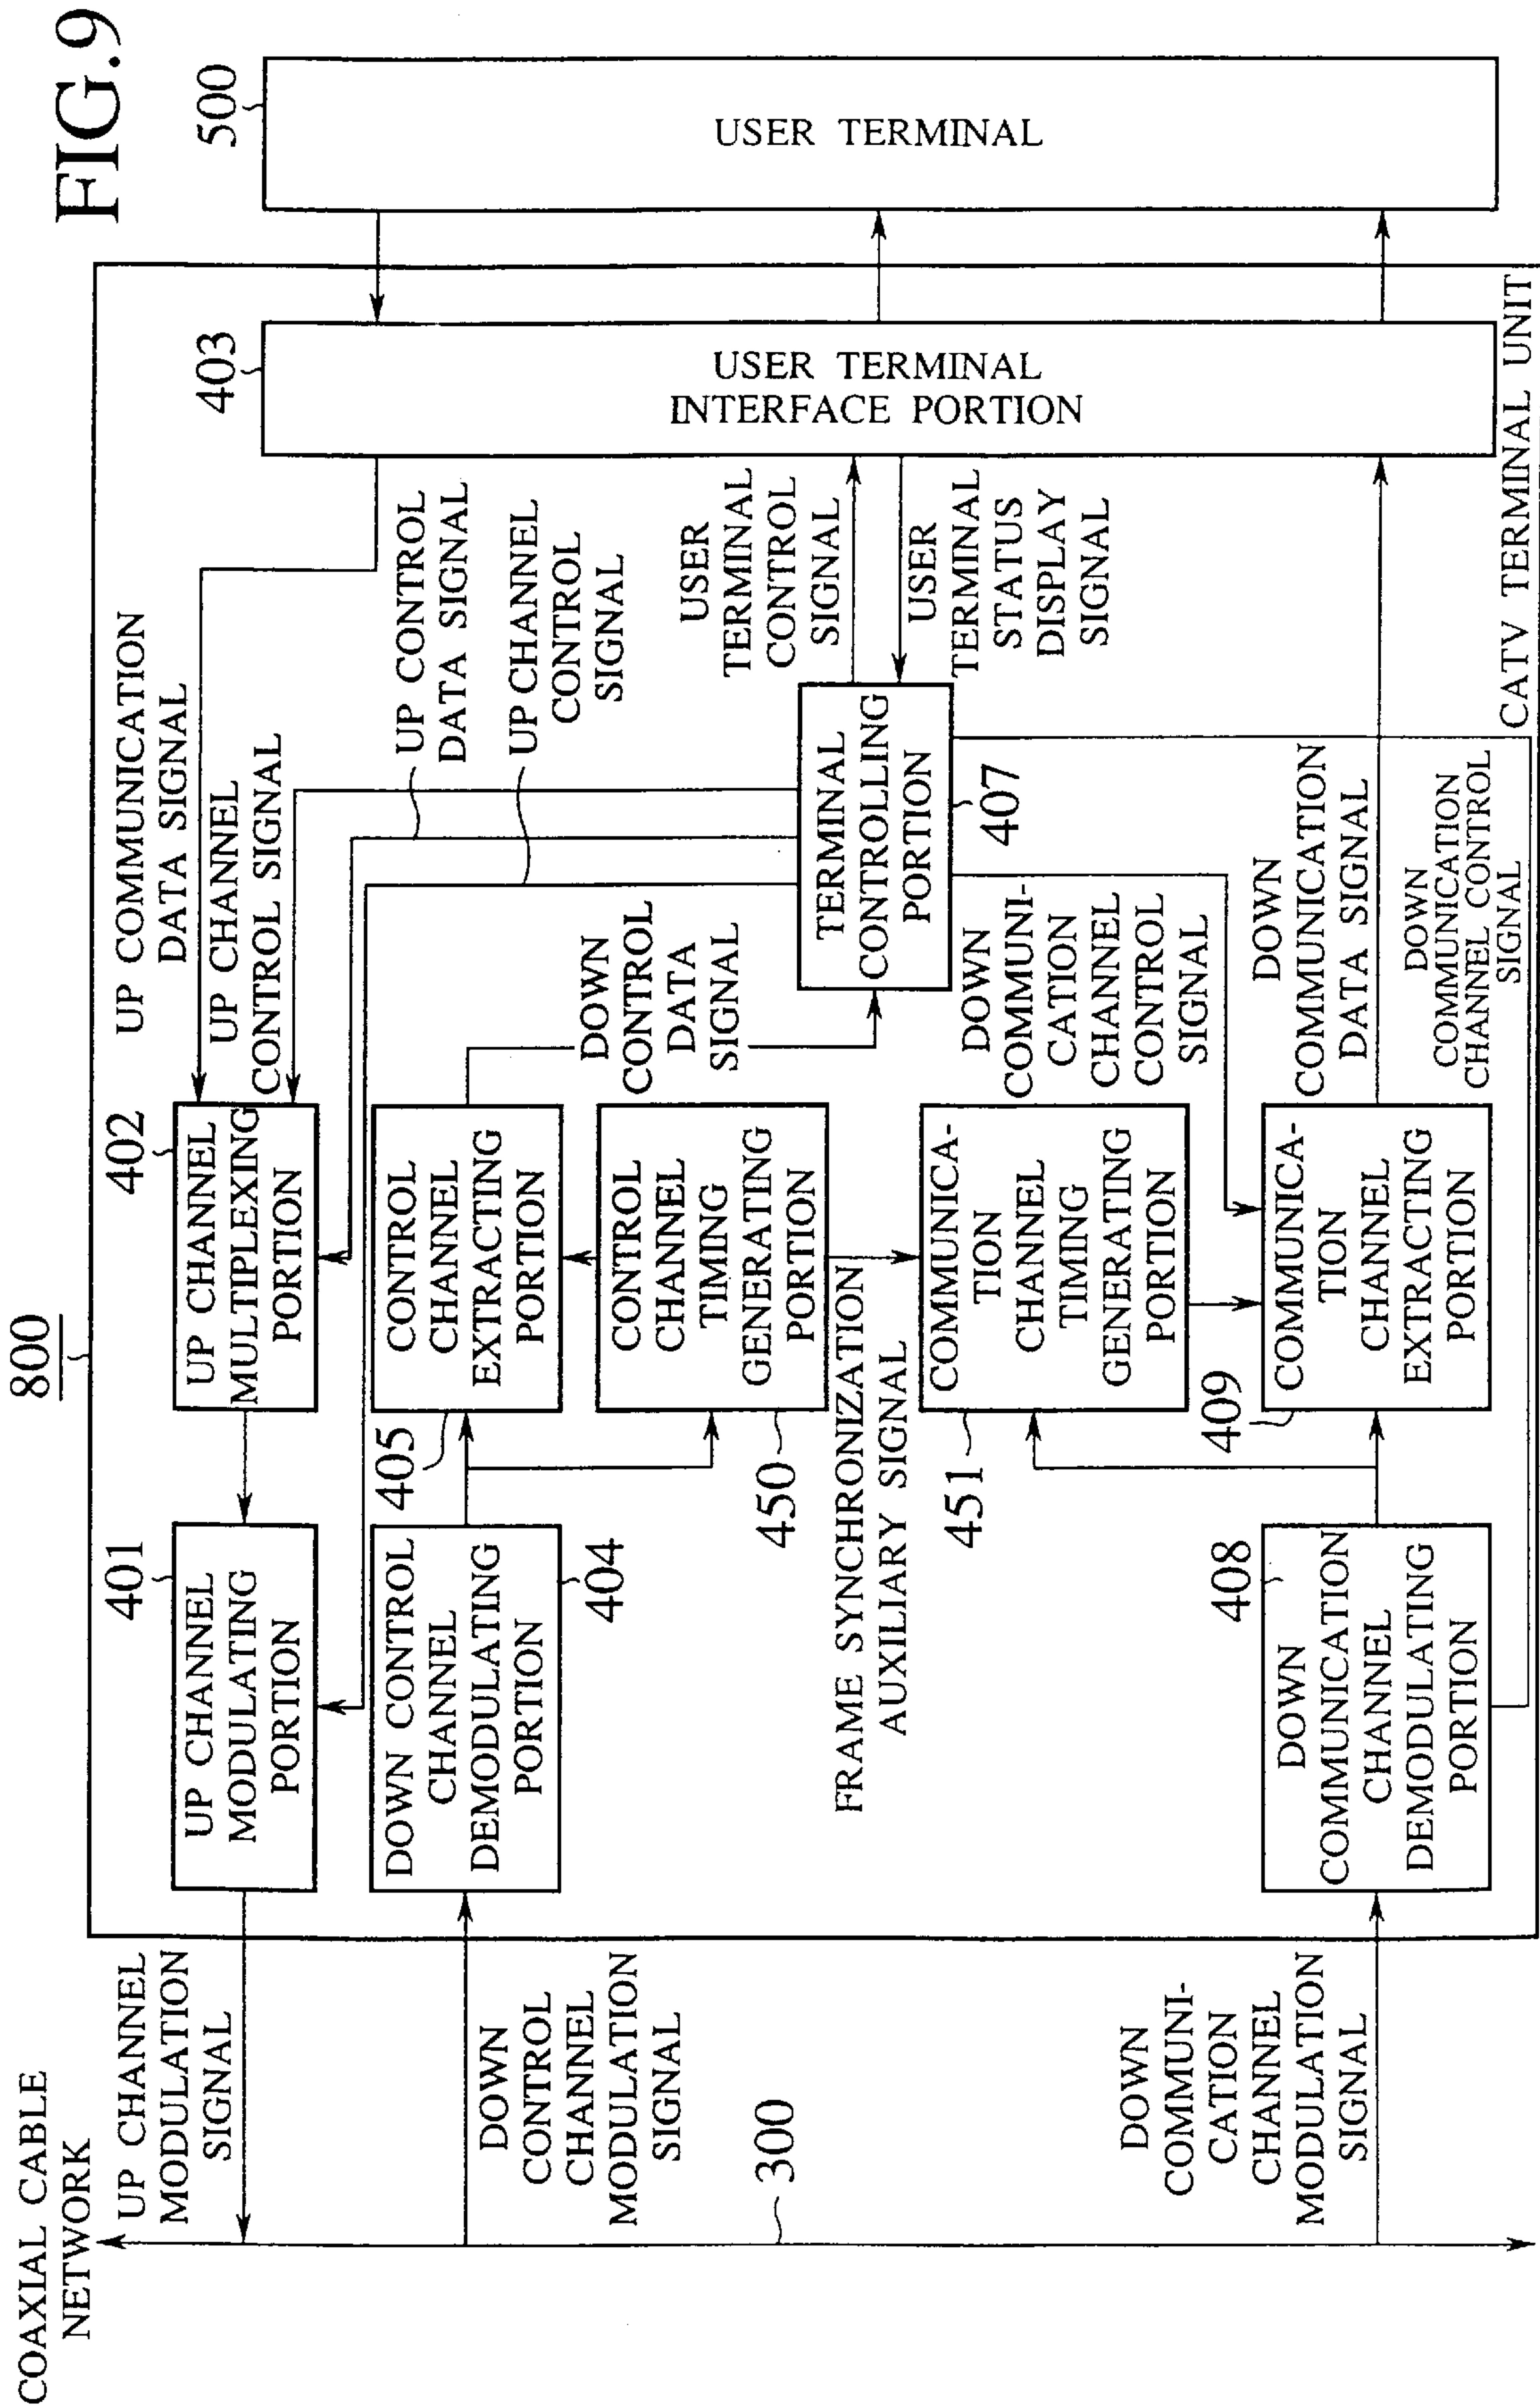 FIG.9
COAXIAL CABLE
NETWORK
800
UP CHANNEL
MODULATION
SIGNAL
401
UP CHANNEL
MODULATING
PORTION
402
UP CHANNEL
MULTIPLEXING
PORTION
UP COMMUNICATION
DATA SIGNAL
UP CHANNEL
CONTROL SIGNAL
UP CONTROL
DATA SIGNAL
UP CHANNEL
CONTROL
SIGNAL
403
USER TERMINAL
INTERFACE PORTION
500
USER TERMINAL
DOWN
CONTROL
CHANNEL
MODULATION
SIGNAL
DOWN CONTROL
CHANNEL
DEMODULATING
PORTION
404
405
CONTROL
CHANNEL
EXTRACTING
PORTION
DOWN
CONTROL
DATA
SIGNAL
CONTROL
CHANNEL
TIMING
GENERATING
PORTION
450
USER
TERMINAL
CONTROL
SIGNAL
TERMINAL
CONTROLLING
PORTION
407
USER
TERMINAL
STATUS
DISPLAY
SIGNAL
300
FRAME SYNCHRONIZATION
AUXILIARY SIGNAL
COMMUNICA-
TION
CHANNEL
TIMING
GENERATING
PORTION
451
DOWN
COMMUNI-
CATION
CHANNEL
CONTROL
SIGNAL
DOWN
COMMUNI-
CATION
CHANNEL
MODULATION
SIGNAL
408
DOWN
COMMUNICATION
CHANNEL
DEMODULATING
PORTION
409
COMMUNICA-
TION
CHANNEL
EXTRACTING
PORTION
DOWN
COMMUNICATION
DATA SIGNAL
DOWN
COMMUNICATION
CHANNEL CONTROL
SIGNAL
CATV TERMINAL UNIT